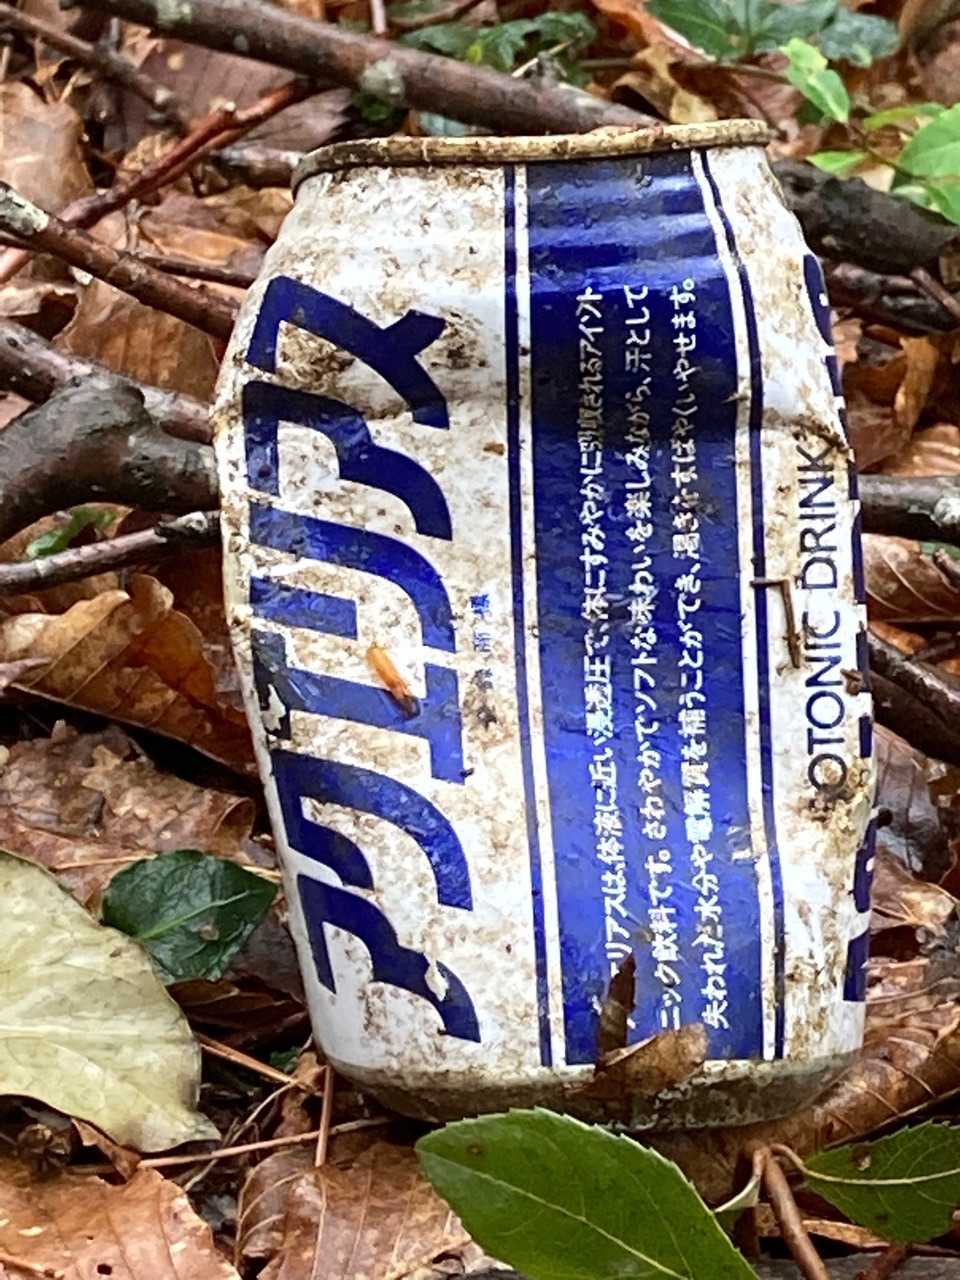 アクエリアス
エリアスは、体液に近い浸透圧で、体にすみやかに吸収されるアイソト
ニック飲料です。さわやかでソフトな味わいを楽しみながら、汗として
失われた水分や電解質を補うことができ、渇きをすばやくいやせます。
OTONIC DRINK